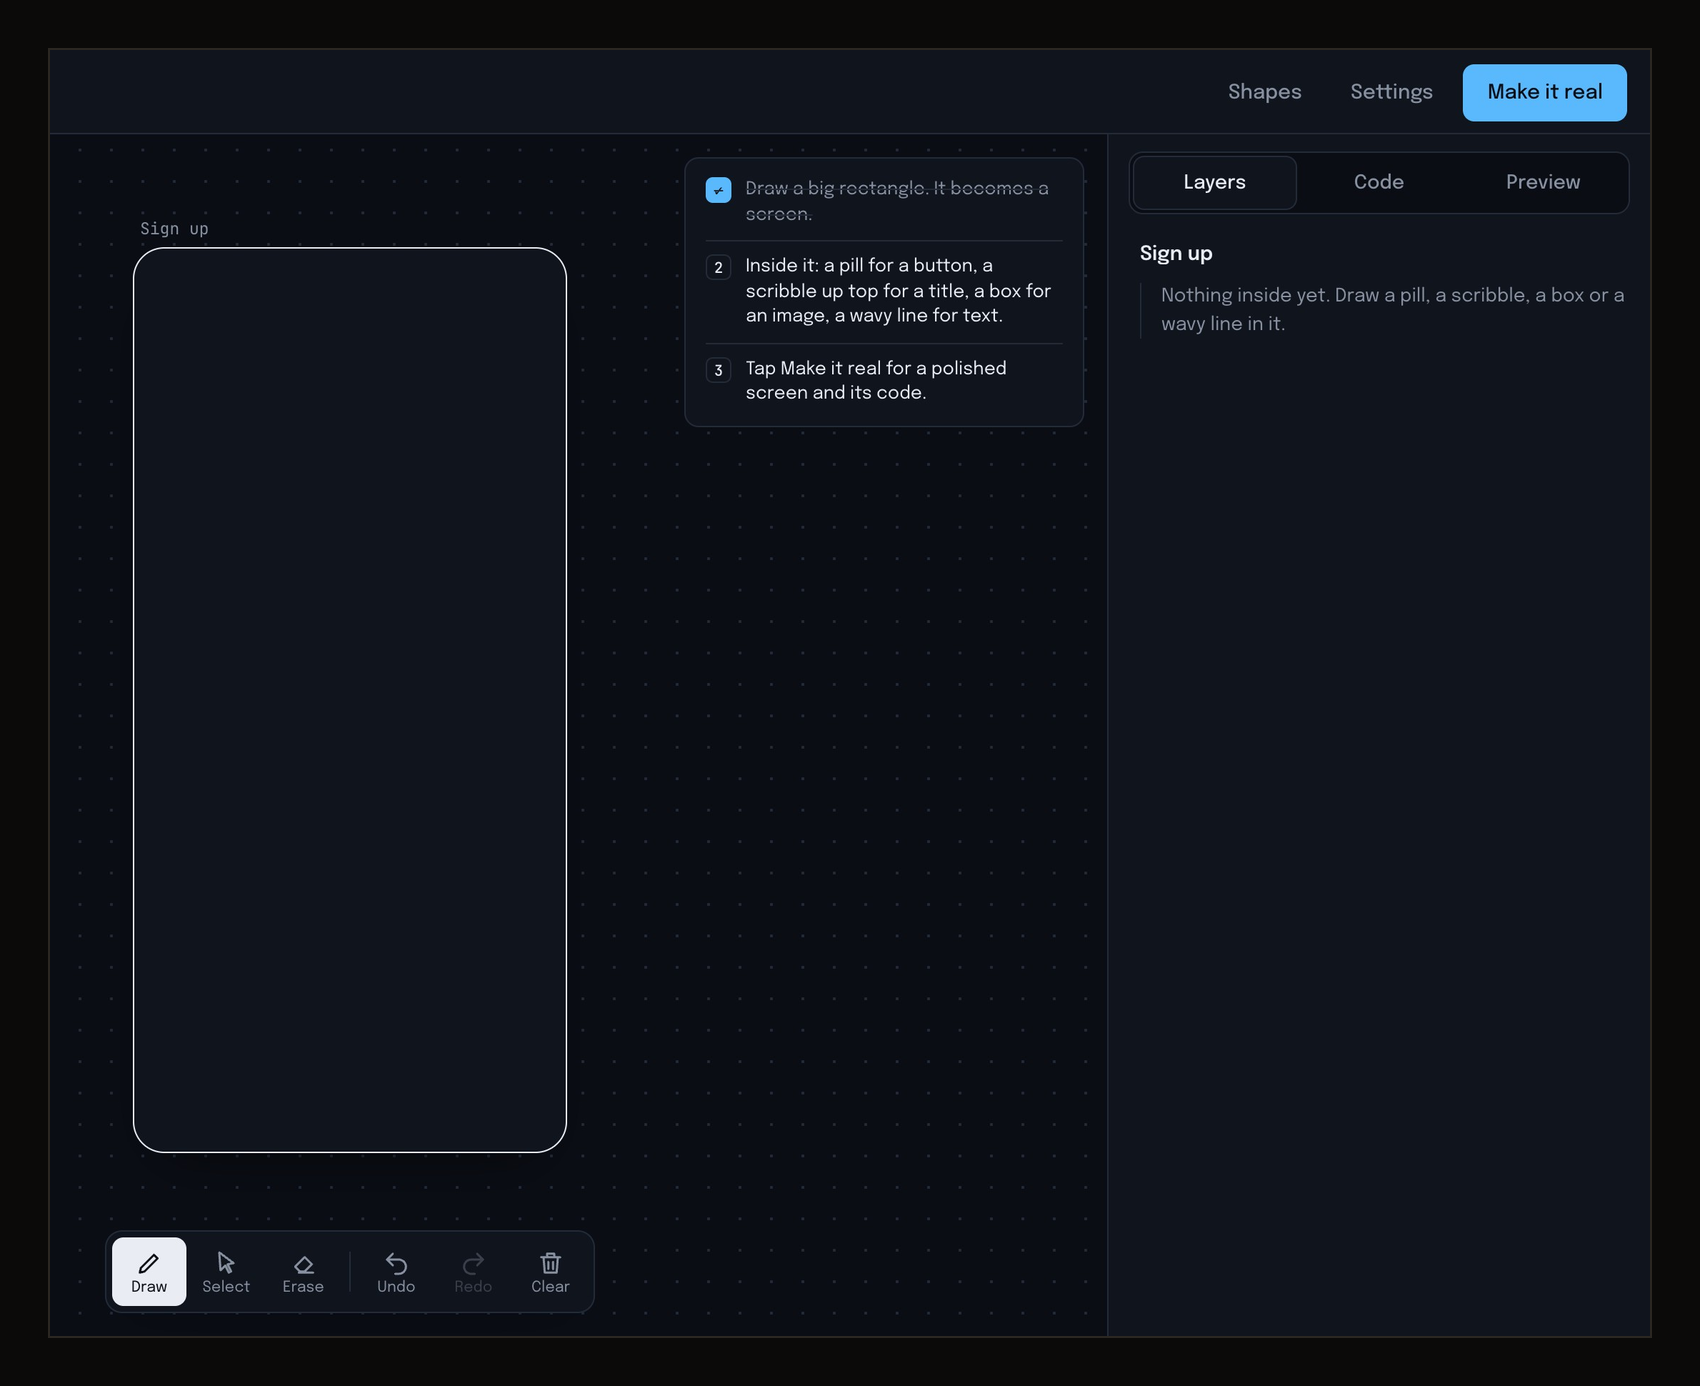 Shapes
Settings
Make it real
Draw a big rectangle. It becomes a
screen.
2
Inside it: a pill for a button, a
scribble up top for a title, a box for
an image, a wavy line for text.
3
Tap Make it real for a polished
screen and its code.
Sign up
Layers
Code
Preview
Sign up
Nothing inside yet. Draw a pill, a scribble, a box or a
wavy line in it.
Draw
Select
Erase
Undo
Redo
Clear